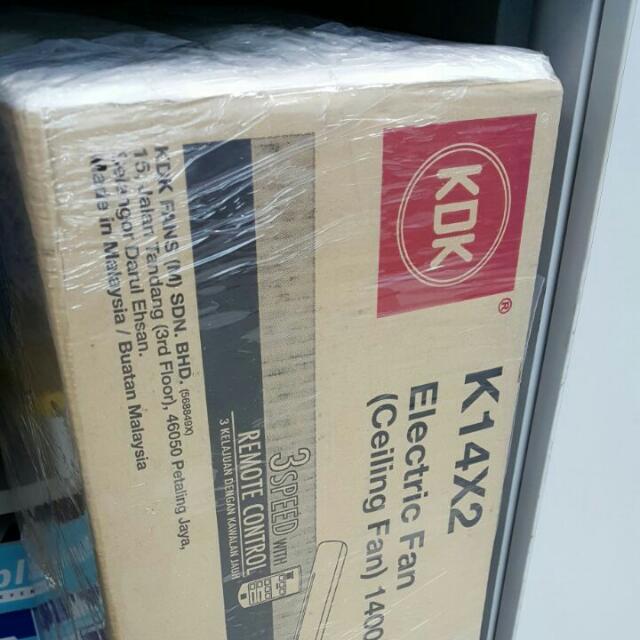 KDK
®
K14X2
Electric Fan
(Ceiling Fan) 1400
3 SPEED WITH
REMOTE CONTROL
3 KELAJUAN DENGAN KAWALAN JAUH
KDK FANS (M) SDN. BHD. (568849X)
15, Jalan Tandang (3rd Floor), 46050 Petaling Jaya,
Selangor Darul Ehsan.
Made in Malaysia / Buatan Malaysia